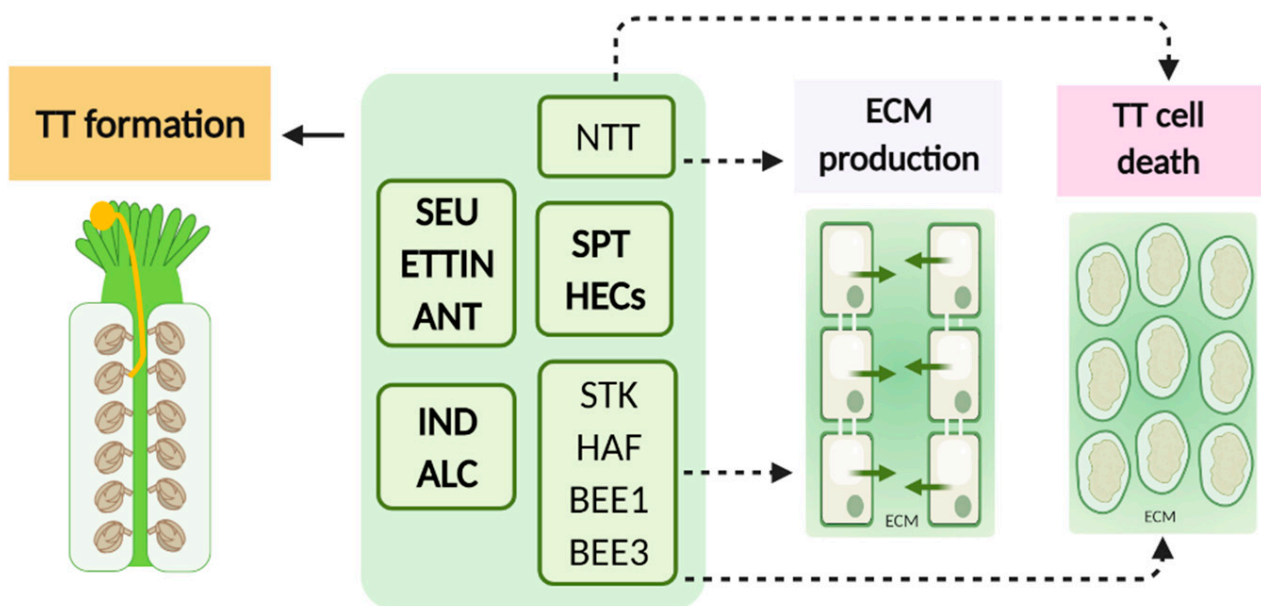 TT formation
NTT
SEU
ETTIN
ANT
SPT
HECs
IND
ALC
STK
HAF
BEE1
BEE3
ECM
production
ECM
TT cell
death
ECM